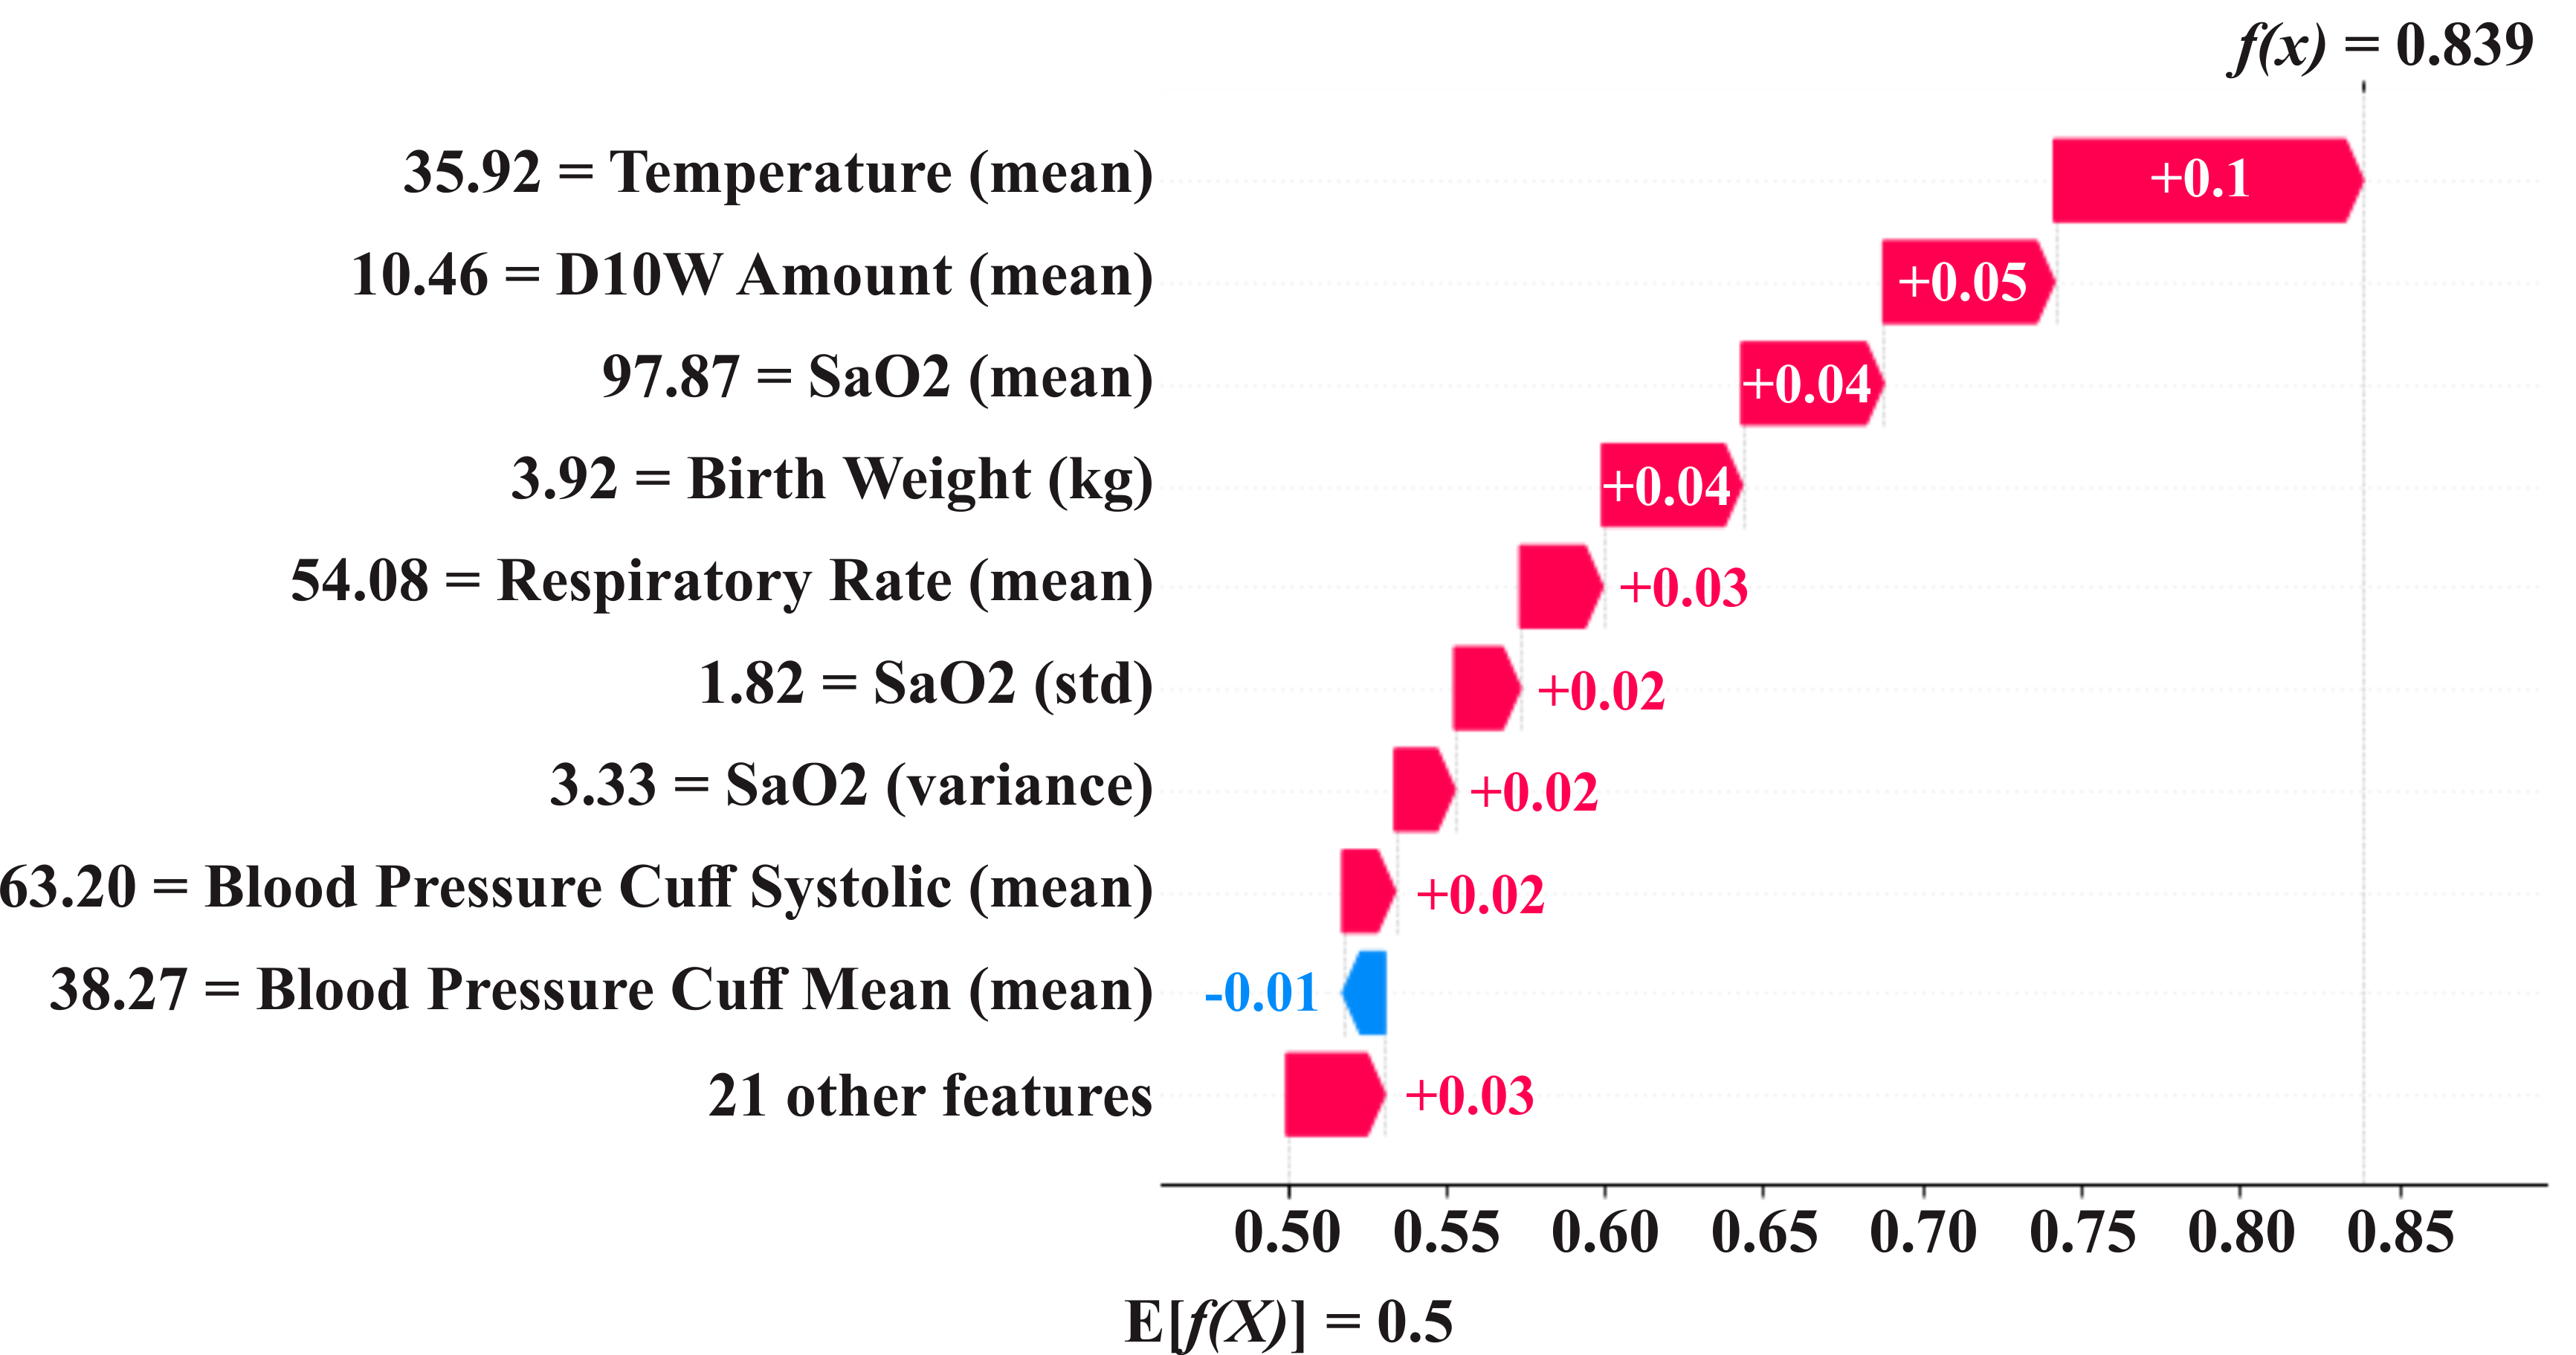 f(x) = 0.839
35.92 = Temperature (mean)
+0.1
10.46 = D10W Amount (mean)
+0.05
97.87 = SaO2 (mean)
+0.04
3.92 = Birth Weight (kg)
+0.04
54.08 = Respiratory Rate (mean)
+0.03
1.82 = SaO2 (std)
+0.02
3.33 = SaO2 (variance)
+0.02
63.20 = Blood Pressure Cuff Systolic (mean)
+0.02
38.27 = Blood Pressure Cuff Mean (mean)
-0.01
21 other features
+0.03
0.50 0.55 0.60 0.65 0.70 0.75 0.80 0.85
E[f(X)] = 0.5